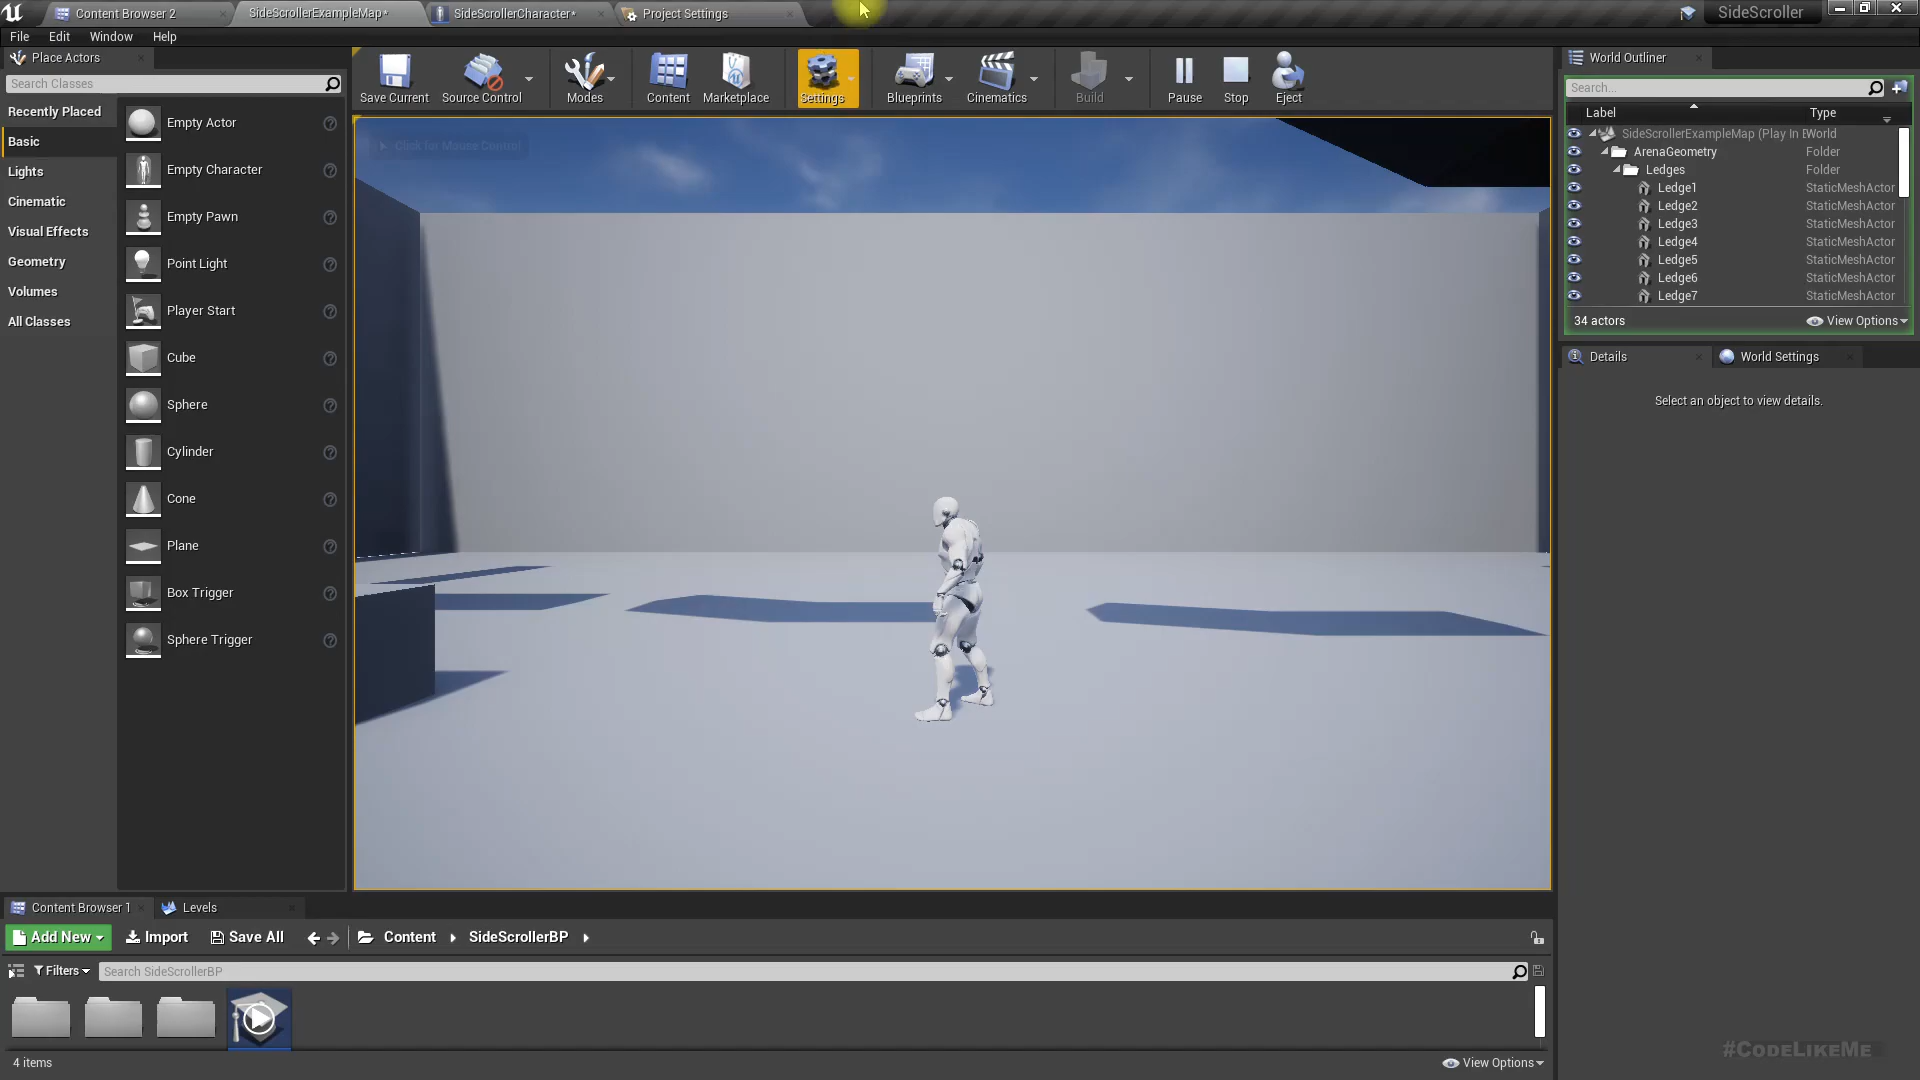 Content Browser 2
SideScrollerExampleMap*
SideScrollerCharacter*
Project Settings
SideScroller
File Edit Window Help
Place Actors
Search Classes
Recently Placed
Basic
Lights
Cinematic
Visual Effects
Geometry
Volumes
All Classes
Empty Actor
Empty Character
Empty Pawn
Point Light
Player Start
Cube
Sphere
Cylinder
Cone
Plane
Box Trigger
Sphere Trigger
Save Current
Source Control
Modes
Content
Marketplace
Settings
Blueprints
Cinematics
Build
Pause
Stop
Eject
Click for Mouse Control
World Outliner
Search...
Label Type
SideScrollerExampleMap (Play In E World
ArenaGeometry Folder
Ledges Folder
Ledge1 StaticMeshActor
Ledge2 StaticMeshActor
Ledge3 StaticMeshActor
Ledge4 StaticMeshActor
Ledge5 StaticMeshActor
Ledge6 StaticMeshActor
Ledge7 StaticMeshActor
34 actors
View Options
Details
World Settings
Select an object to view details.
Content Browser 1
Levels
Add New
Import
Save All
Content
SideScrollerBP
Filters
Search SideScrollerBP
4 items
View Options
#CodeLikeMe